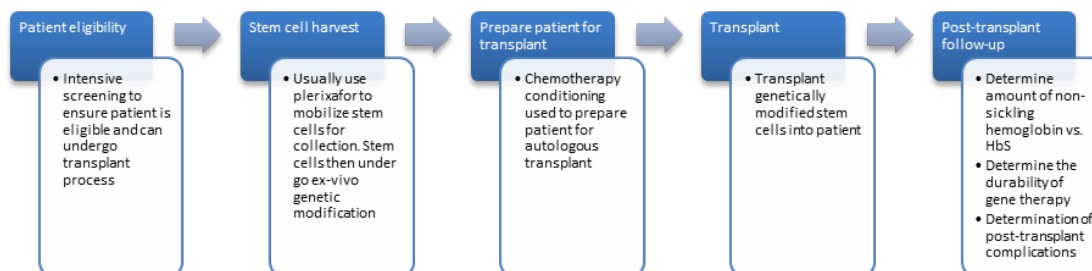 Patient eligibility
• Intensive
screening to
ensure patient is
eligible and can
undergo
transplant
process
Stem cell harvest
• Usually use
plerixafor to
mobilize stem
cells for
collection. Stem
cells then under
go ex-vivo
genetic
modification
Prepare patient for
transplant
• Chemotherapy
conditioning
used to prepare
patient for
autologous
transplant
Transplant
• Transplant
genetically
modified stem
cells into patient
Post-transplant
follow-up
• Determine
amount of non-
sickling
hemoglobin vs.
HbS
• Determine the
durability of
gene therapy
• Determination of
post-transplant
complications